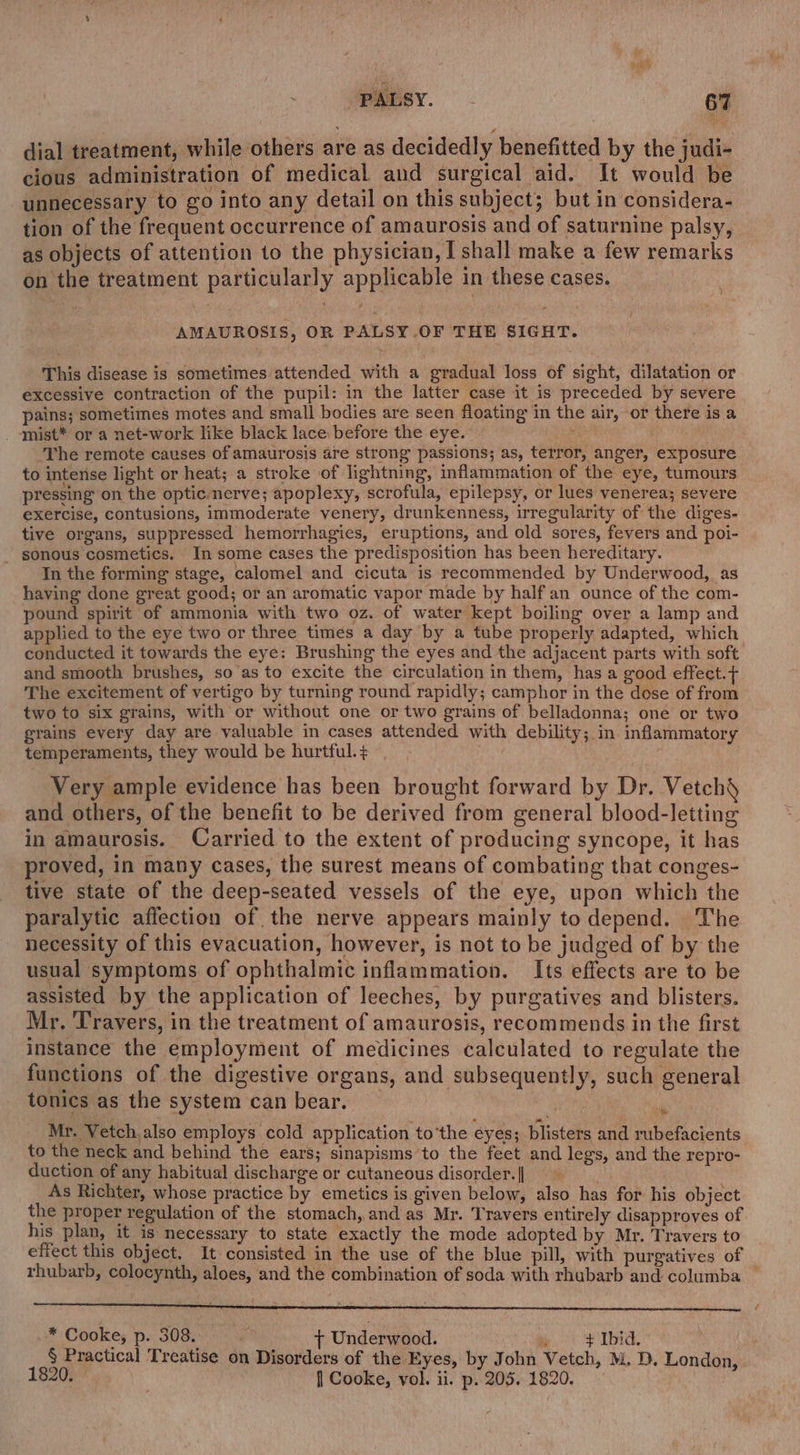 PALSY. 67
dial treatment, while others are as decidedly benefitted by the judi-
cious administration of medical and surgical aid. It would be
unnecessary to go into any detail on this subject; but in considera-
tion of the frequent occurrence of amaurosis and of saturnine palsy,
as objects of attention to the physician, I shall make a few remarks
on the treatment particularly applicable in these cases.
AMAUROSIS, OR PALSY OF THE SIGHT.
This disease is sometimes attended with a gradual loss of sight, dilatation or
excessive contraction of the pupil: in the latter case it is preceded by severe
pains; sometimes motes and small bodies are seen floating in the air, or there is a
mist* or a net-work like black lace before the eye.
The remote causes of amaurosis are strong passions; as, terror, anger, exposure
to intense light or heat; a stroke of lightning, inflammation of the eye, tumours
pressing on the optic nerve; apoplexy, scrofula, epilepsy, or lues venerea; severe
exercise, contusions, immoderate venery, drunkenness, irregularity of the diges-
tive organs, suppressed hemorrhagies, eruptions, and old sores, fevers and poi-
sonous cosmetics. In some cases the predisposition has been hereditary.
In the forming stage, calomel and cicuta is recommended by Underwood, as
having done great good; or an aromatic vapor made by half an ounce of the com-
pound spirit of ammonia with two oz. of water kept boiling over a lamp and
applied to the eye two or three times a day by a tube properly adapted, which
conducted it towards the eye: Brushing the eyes and the adjacent parts with soft
and smooth brushes, so as to excite the circulation in them, has a good effect.†
The excitement of vertigo by turning round rapidly; camphor in the dose of from
two to six grains, with or without one or two grains of belladonna; one or two
grains every day are valuable in cases attended with debility; in inflammatory
temperaments, they would be hurtful.‡
Very ample evidence has been brought forward by Dr. Vetch§
and others, of the benefit to be derived from general blood-letting
in amaurosis. Carried to the extent of producing syncope, it has
proved, in many cases, the surest means of combating that conges-
tive state of the deep-seated vessels of the eye, upon which the
paralytic affection of the nerve appears mainly to depend. The
necessity of this evacuation, however, is not to be judged of by the
usual symptoms of ophthalmic inflammation. Its effects are to be
assisted by the application of leeches, by purgatives and blisters.
Mr. Travers, in the treatment of amaurosis, recommends in the first
instance the employment of medicines calculated to regulate the
functions of the digestive organs, and subsequently, such general
tonics as the system can bear.
Mr. Vetch also employs cold application to the eyes; blisters and rubefacients
to the neck and behind the ears; sinapisms to the feet and legs, and the repro-
duction of any habitual discharge or cutaneous disorder.‖
As Richter, whose practice by emetics is given below, also has for his object
the proper regulation of the stomach, and as Mr. Travers entirely disapproves of
his plan, it is necessary to state exactly the mode adopted by Mr. Travers to
effect this object. It consisted in the use of the blue pill, with purgatives of
rhubarb, colocynth, aloes, and the combination of soda with rhubarb and columba
* Cooke, p. 308. † Underwood. ‡ Ibid.
§ Practical Treatise on Disorders of the Eyes, by John Vetch, M. D. London,
1820. ‖ Cooke, vol. ii. p. 205. 1820.